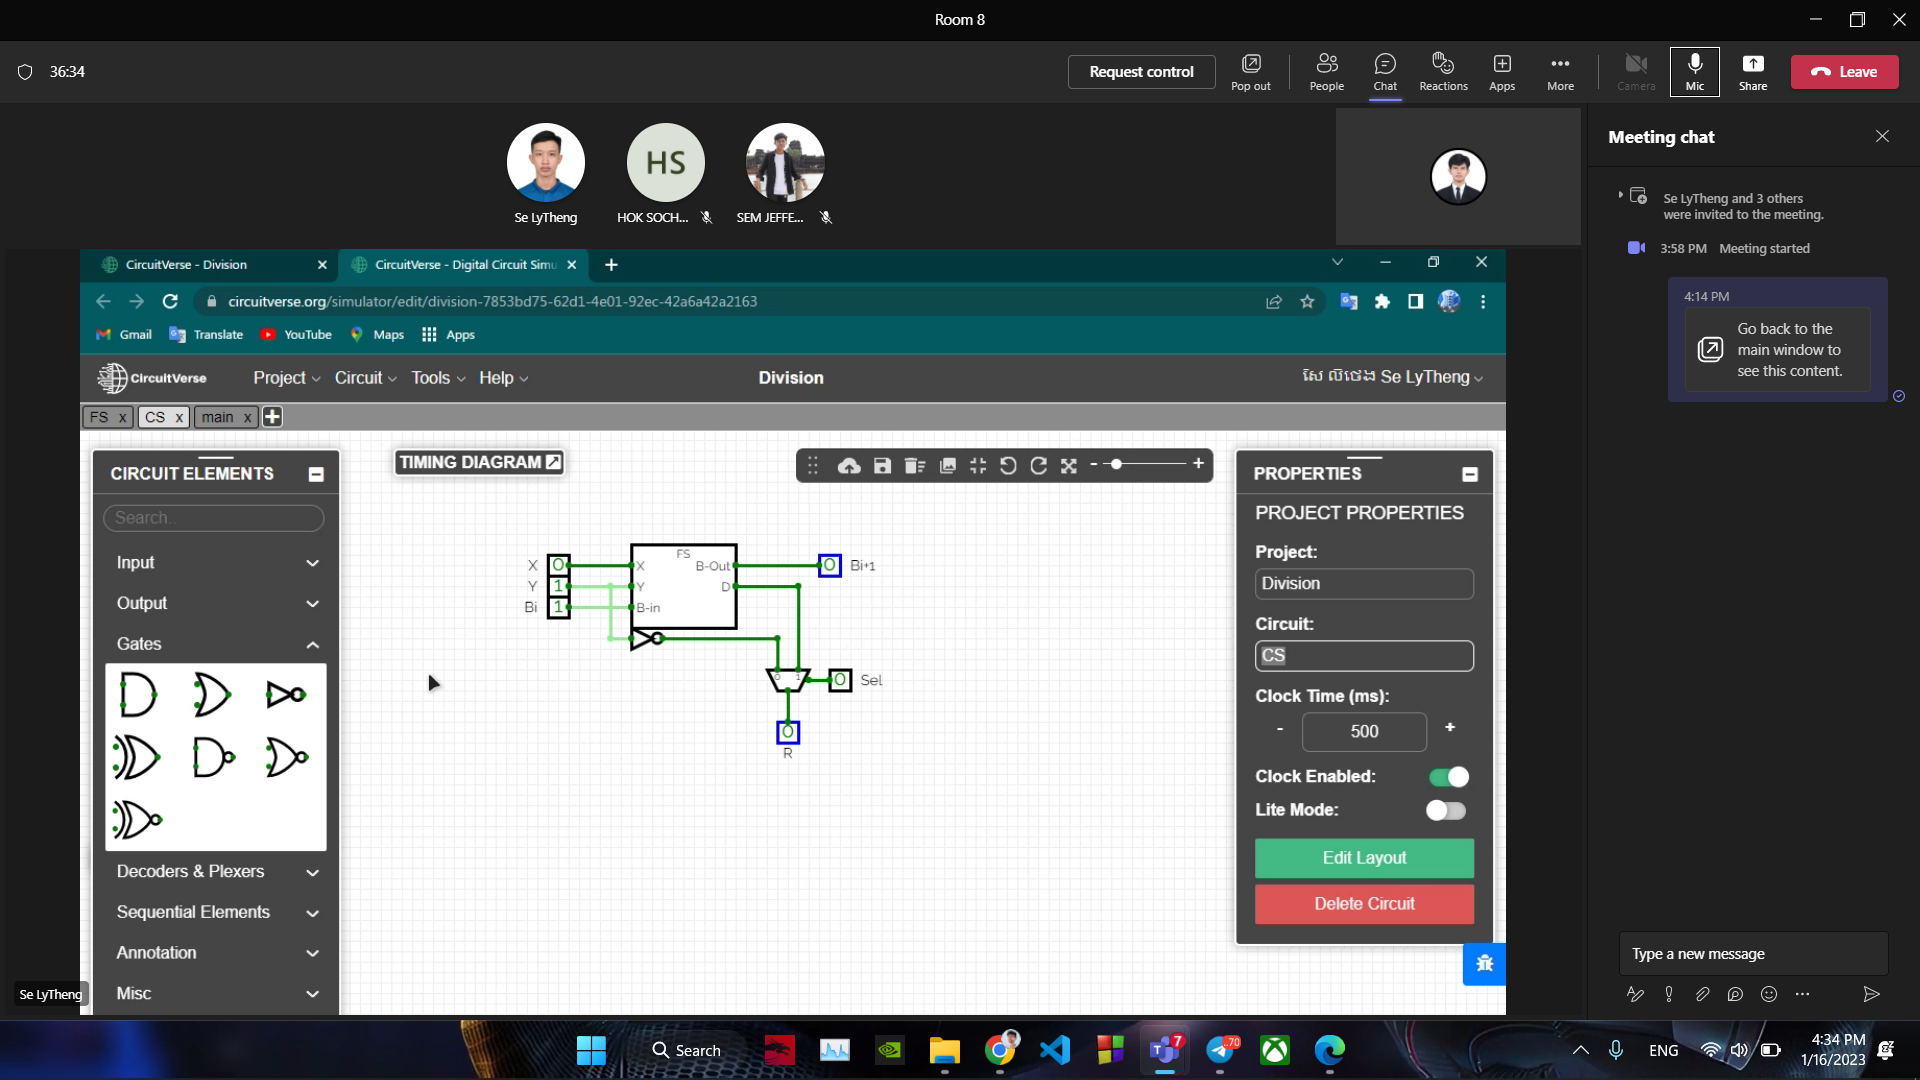 Room 8
36:34
Request control
Pop out
People
Chat
Reactions
Apps
More
Camera
Mic
Share
Leave
HS
Se LyTheng
HOK SOCH...
SEM JEFFE...
Meeting chat
Se LyTheng and 3 others
were invited to the meeting.
3:58 PM Meeting started
4:14 PM
Go back to the
main window to
see this content.
CircuitVerse - Division
CircuitVerse - Digital Circuit Simu
circuitverse.org/simulator/edit/division-7853bd75-62d1-4e01-92ec-42a6a42a2163
Gmail Translate YouTube Maps Apps
CircuitVerse Project Circuit Tools Help Division សែ លីថេង Se LyTheng
FS x CS x main x
CIRCUIT ELEMENTS
Search..
Input
Output
Gates
Decoders & Plexers
Sequential Elements
Annotation
Misc
TIMING DIAGRAM
- +
X 0
Y 1
Bi 1
FS
X B-Out
Y D
B-in
0 Bi+1
0 1
0 Sel
0
R
PROPERTIES
PROJECT PROPERTIES
Project:
Division
Circuit:
CS
Clock Time (ms):
- 500 +
Clock Enabled:
Lite Mode:
Edit Layout
Delete Circuit
Se LyTheng
Type a new message
Search
7
70
ENG
4:34 PM
1/16/2023